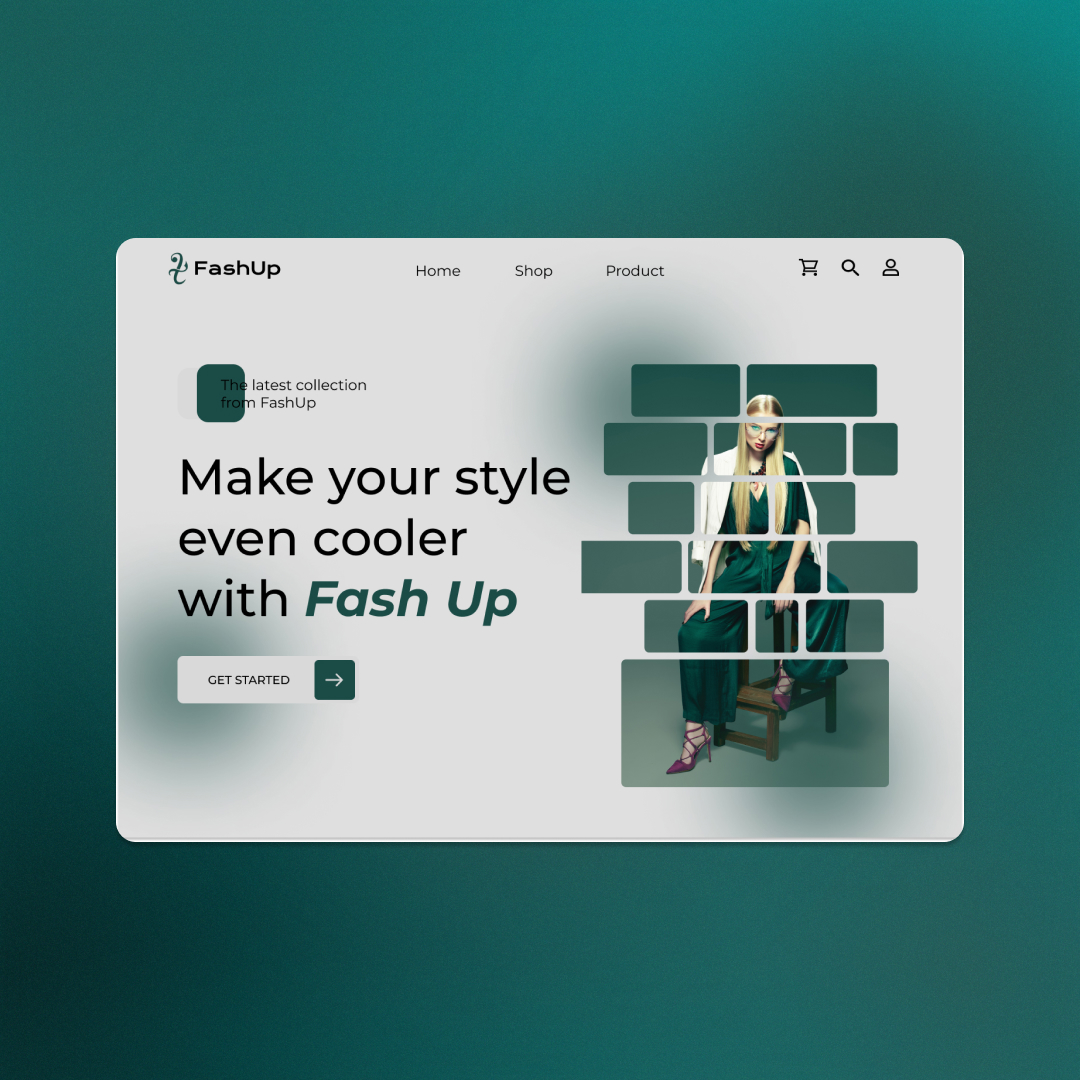 FashUp
Home
Shop
Product
The latest collection
from FashUp
Make your style
even cooler
with Fash Up
GET STARTED